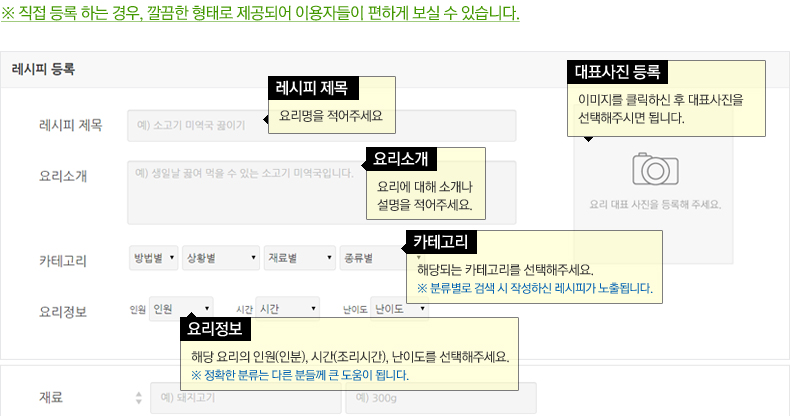 ※ 직접 등록 하는 경우, 깔끔한 형태로 제공되어 이용자들이 편하게 보실 수 있습니다.
레시피 등록
레시피 제목
요리명을 적어주세요
대표사진 등록
이미지를 클릭하신 후 대표사진을
선택해주시면 됩니다.
레시피 제목
예) 소고기 미역국 끓이기
요리소개
예) 생일날 끓여 먹을 수 있는 소고기 미역국입니다.
요리소개
요리에 대해 소개나
설명을 적어주세요.
요리 대표 사진을 등록해 주세요.
카테고리
방법별
상황별
재료별
종류별
카테고리
해당되는 카테고리를 선택해주세요.
※ 분류별로 검색 시 작성하신 레시피가 노출됩니다.
요리정보
인원
인원
시간
시간
난이도
난이도
요리정보
해당 요리의 인원(인분), 시간(조리시간), 난이도를 선택해주세요.
※ 정확한 분류는 다른 분들께 큰 도움이 됩니다.
재료
예) 돼지고기
예) 300g